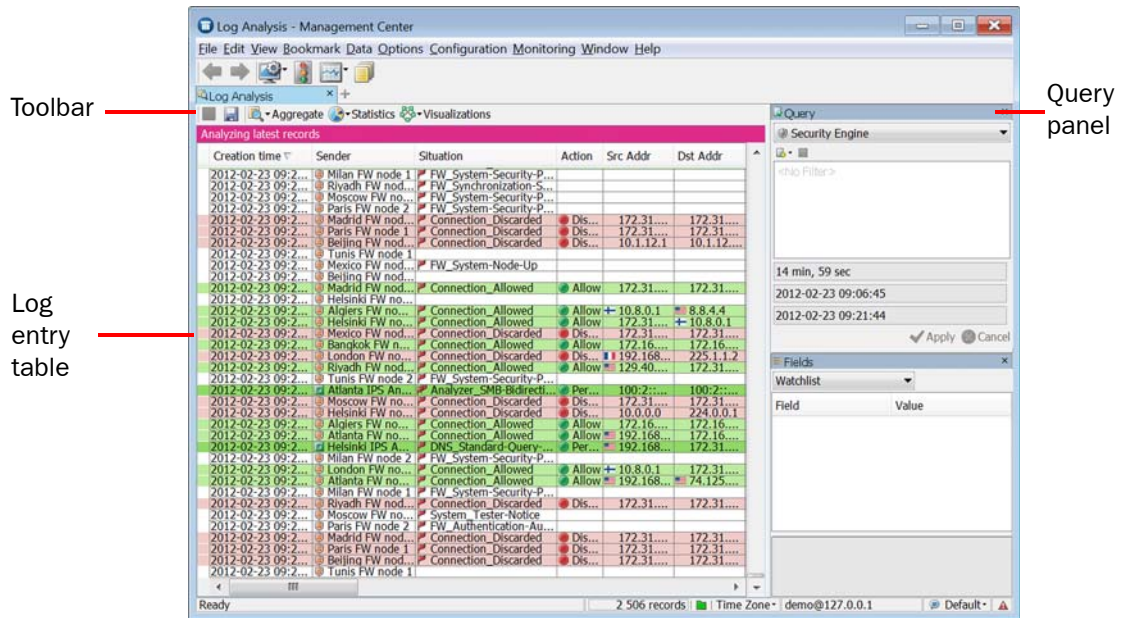 Log Analysis - Management Center
File Edit View Bookmark Data Options Configuration Monitoring Window Help
Log Analysis
Toolbar
Aggregate Statistics Visualizations
Query
Query panel
Analyzing latest records
Security Engine
Creation time Sender Situation Action Src Addr Dst Addr
<No Filter>
2012-02-23 09:2... Milan FW node 1 FW_System-Security-P...
2012-02-23 09:2... Riyadh FW nod... FW_Synchronization-S...
2012-02-23 09:2... Moscow FW no... FW_System-Security-P...
2012-02-23 09:2... Paris FW node 2 FW_System-Security-P...
2012-02-23 09:2... Madrid FW nod... Connection_Discarded Dis... 172.31.... 172.31....
2012-02-23 09:2... Paris FW node 1 Connection_Discarded Dis... 172.31.... 172.31....
2012-02-23 09:2... Beijing FW nod... Connection_Discarded Dis... 10.1.12.1 10.1.12....
2012-02-23 09:2... Tunis FW node 1
2012-02-23 09:2... Mexico FW nod... FW_System-Node-Up
2012-02-23 09:2... Beijing FW nod...
2012-02-23 09:2... Madrid FW nod... Connection_Allowed Allow 172.31.... 172.31....
2012-02-23 09:2... Helsinki FW no...
2012-02-23 09:2... Algiers FW no... Connection_Allowed Allow 10.8.0.1 8.8.4.4
2012-02-23 09:2... Helsinki FW no... Connection_Allowed Allow 172.31.... 10.8.0.1
2012-02-23 09:2... Mexico FW nod... Connection_Discarded Dis... 172.31.... 172.31....
2012-02-23 09:2... Bangkok FW n... Connection_Allowed Allow 172.16.... 172.16....
2012-02-23 09:2... London FW no... Connection_Discarded Dis... 192.168... 225.1.1.2
2012-02-23 09:2... Riyadh FW nod... Connection_Allowed Allow 129.40.... 172.31....
2012-02-23 09:2... Tunis FW node 2 FW_System-Security-P...
2012-02-23 09:2... Atlanta IPS An... Analyzer_SMB-Bidirecti... Per... 100:2::... 100:2::...
2012-02-23 09:2... Moscow FW no... Connection_Discarded Dis... 172.31.... 172.31....
2012-02-23 09:2... Helsinki FW no... Connection_Discarded Dis... 10.0.0.0 224.0.0.1
2012-02-23 09:2... Algiers FW no... Connection_Allowed Allow 172.16.... 172.16....
2012-02-23 09:2... Atlanta FW no... Connection_Allowed Allow 192.168... 172.16....
2012-02-23 09:2... Helsinki IPS A... DNS_Standard-Query-... Per... 192.168... 172.31....
2012-02-23 09:2... Milan FW node 2 FW_System-Security-P...
2012-02-23 09:2... London FW no... Connection_Allowed Allow 10.8.0.1 172.31....
2012-02-23 09:2... Atlanta FW no... Connection_Allowed Allow 192.168... 74.125....
2012-02-23 09:2... Milan FW node 1 FW_System-Security-P...
2012-02-23 09:2... Riyadh FW nod... Connection_Discarded Dis... 172.31.... 172.31....
2012-02-23 09:2... Moscow FW no... System_Tester-Notice
2012-02-23 09:2... Paris FW node 2 FW_Authentication-Au...
2012-02-23 09:2... Madrid FW nod... Connection_Discarded Dis... 172.31.... 172.31....
2012-02-23 09:2... Paris FW node 1 Connection_Discarded Dis... 172.31.... 172.31....
2012-02-23 09:2... Beijing FW nod... Connection_Discarded Dis... 172.31.... 172.31....
2012-02-23 09:2... Tunis FW node 1
Log
entry
table
14 min, 59 sec
2012-02-23 09:06:45
2012-02-23 09:21:44
Apply Cancel
Fields
Watchlist
Field Value
Ready 2 506 records Time Zone demo@127.0.0.1 Default